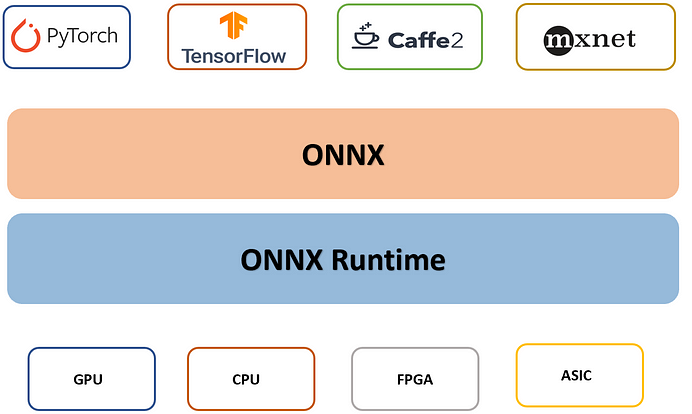 PyTorch
TensorFlow
Caffe2
mxnet
ONNX
ONNX Runtime
GPU
CPU
FPGA
ASIC